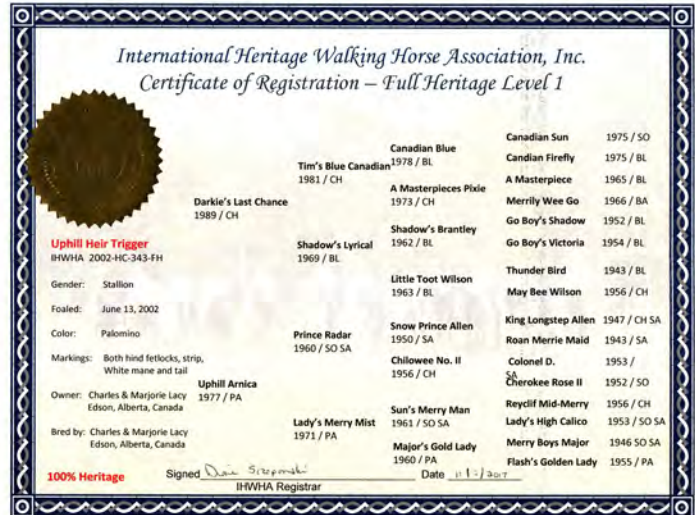 International Heritage Walking Horse Association, Inc.
Certificate of Registration – Full Heritage Level 1
Uphill Heir Trigger
IHWHA 2002-HC-343-FH
Gender: Stallion
Foaled: June 13, 2002
Color: Palomino
Markings: Both hind fetlocks, strip,
White mane and tail
Owner: Charles & Marjorie Lacy
Edson, Alberta, Canada
Bred by: Charles & Marjorie Lacy
Edson, Alberta, Canada
100% Heritage
Darkie's Last Chance
1989 / CH
Uphill Arnica
1977 / PA
Tim's Blue Canadian
1981 / CH
Shadow's Lyrical
1969 / BL
Prince Radar
1960 / SO SA
Lady's Merry Mist
1971 / PA
Canadian Blue
1978 / BL
A Masterpieces Pixie
1973 / CH
Shadow's Brantley
1962 / BL
Little Toot Wilson
1963 / BL
Snow Prince Allen
1950 / SA
Chilowee No. II
1956 / CH
Sun's Merry Man
1961 / SO SA
Major's Gold Lady
1960 / PA
Canadian Sun 1975 / SO
Candian Firefly 1975 / BL
A Masterpiece 1965 / BL
Merrily Wee Go 1966 / BA
Go Boy's Shadow 1952 / BL
Go Boy's Victoria 1954 / BL
Thunder Bird 1943 / BL
May Bee Wilson 1956 / CH
King Longstep Allen 1947 / CH SA
Roan Merrie Maid 1943 / SA
Colonel D. 1953 /
SA
Cherokee Rose II 1952 / SO
Reyclif Mid-Merry 1956 / CH
Lady's High Calico 1953 / SO SA
Merry Boys Major 1946 SO SA
Flash's Golden Lady 1955 / PA
Signed Date
IHWHA Registrar